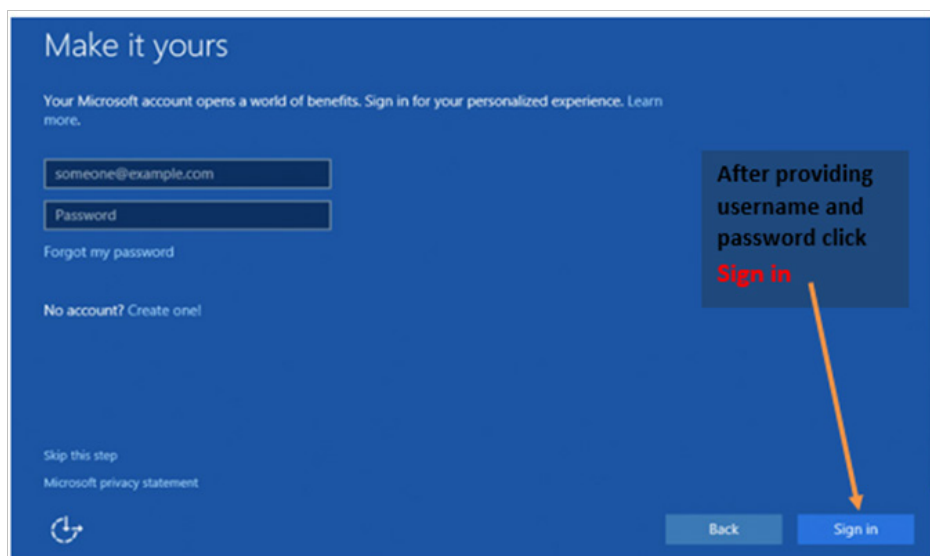 Make it yours
Your Microsoft account opens a world of benefits. Sign in for your personalized experience. Learn
more.
someone@example.com
Password
Forgot my password
No account? Create one!
After providing
username and
password click
Sign in
Skip this step
Microsoft privacy statement
Back
Sign in